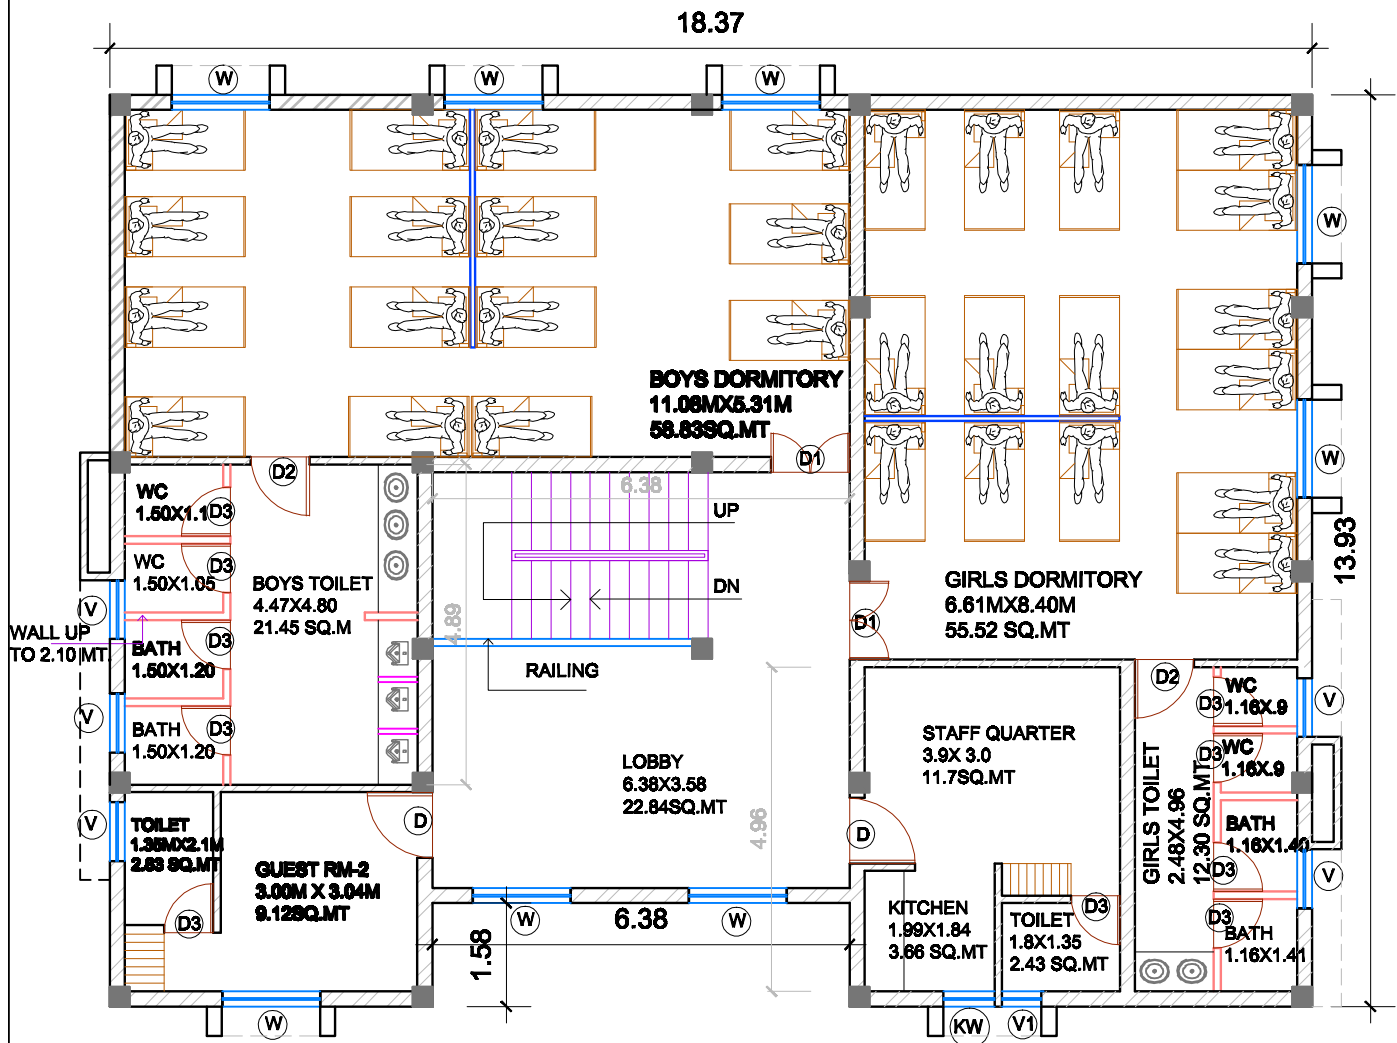 18.37
W
W
W
W
W
13.93
BOYS DORMITORY
11.08MX5.31M
58.83SQ.MT
D1
D2
6.38
UP
DN
4.89
RAILING
WC
1.50X1.1
D3
WC
1.50X1.05
D3
BOYS TOILET
4.47X4.80
21.45 SQ.M
V
WALL UP
TO 2.10 MT.
BATH
1.50X1.20
D3
V
BATH
1.50X1.20
D3
GIRLS DORMITORY
6.61MX8.40M
55.52 SQ.MT
D1
D2
LOBBY
6.38X3.58
22.84SQ.MT
4.96
STAFF QUARTER
3.9X 3.0
11.7SQ.MT
D
D
WC
1.16X.9
D3
V
WC
1.16X.9
D3
GIRLS TOILET
2.48X4.96
12.30 SQ.MT
BATH
1.16X1.40
D3
V
BATH
1.16X1.41
D3
V
TOILET
1.35MX2.1M
2.83 SQ.MT
D3
GUEST RM-2
3.00M X 3.04M
9.12SQ.MT
W
W
W
6.38
1.58
KITCHEN
1.99X1.84
3.66 SQ.MT
TOILET
1.8X1.35
2.43 SQ.MT
D3
KW
V1